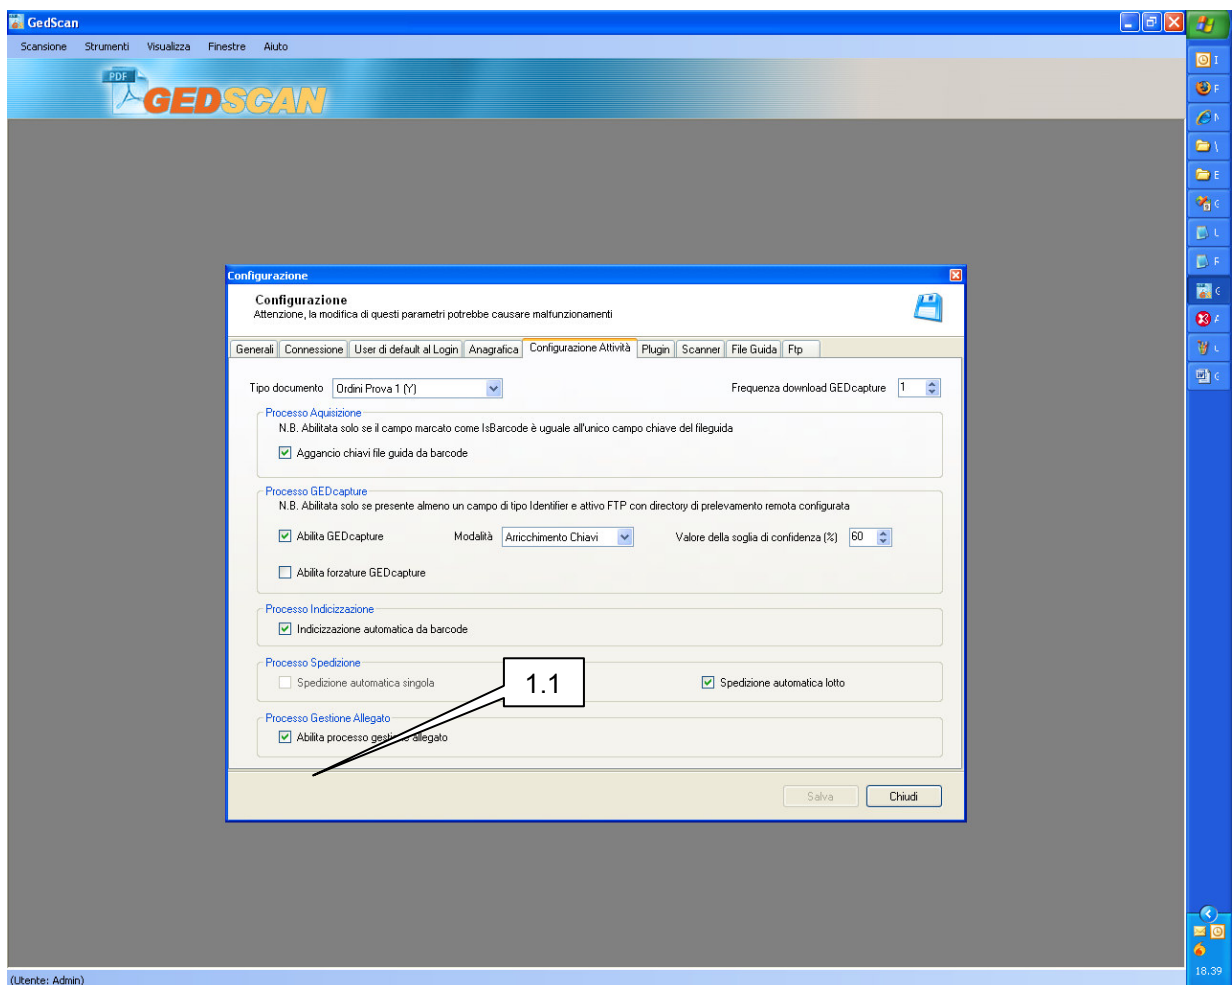 GedScan
Scansione Strumenti Visualizza Finestre Aiuto
PDF
GEDSCAN
Configurazione
Configurazione
Attenzione, la modifica di questi parametri potrebbe causare malfunzionamenti
Generali Connessione User di default al Login Anagrafica Configurazione Attività Plugin Scanner File Guida Ftp
Tipo documento Ordini Prova 1 (Y) Frequenza download GEDcapture 1
Processo Aquisizione
N.B. Abilitata solo se il campo marcato come IsBarcode è uguale all'unico campo chiave del fileguida
Aggancio chiavi file guida da barcode
Processo GEDcapture
N.B. Abilitata solo se presente almeno un campo di tipo Identifier e attivo FTP con directory di prelevamento remota configurata
Abilita GEDcapture Modalità Arricchimento Chiavi Valore della soglia di confidenza (%) 60
Abilita forzature GEDcapture
Processo Indicizzazione
Indicizzazione automatica da barcode
Processo Spedizione
Spedizione automatica singola 1.1 Spedizione automatica lotto
Processo Gestione Allegato
Abilita processo gestione allegato
Salva Chiudi
(Utente: Admin)
18.39